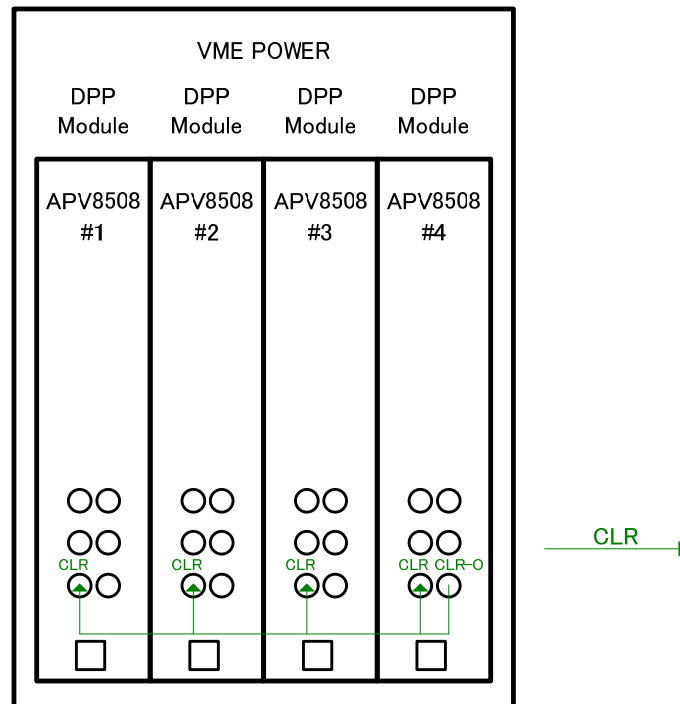 VME POWER
DPP DPP DPP DPP
Module Module Module Module
APV8508 APV8508 APV8508 APV8508
#1 #2 #3 #4
CLR
CLR CLR CLR CLR CLR-O